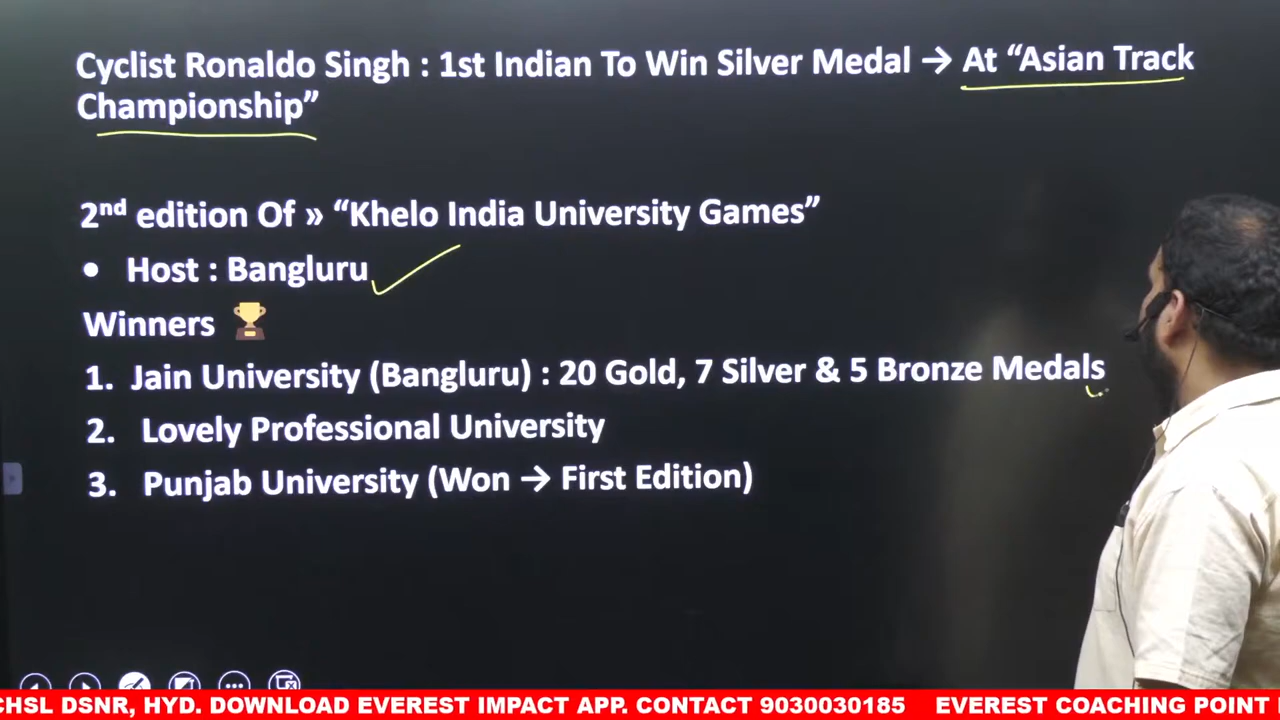 Cyclist Ronaldo Singh : 1st Indian To Win Silver Medal → At “Asian Track
Championship”
2nd edition Of » “Khelo India University Games”
• Host : Bangluru
Winners 🏆
1. Jain University (Bangluru) : 20 Gold, 7 Silver & 5 Bronze Medals
2. Lovely Professional University
3. Punjab University (Won → First Edition)
CHSL DSNR, HYD. DOWNLOAD EVEREST IMPACT APP. CONTACT 9030030185 EVEREST COACHING POINT